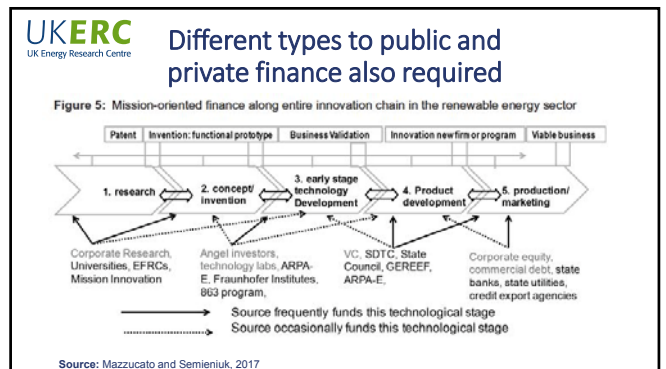 UKERC
UK Energy Research Centre
Different types to public and
private finance also required
Figure 5: Mission-oriented finance along entire innovation chain in the renewable energy sector
Patent
Invention: functional prototype
Business Validation
Innovation new firm or program
Viable business
1. research
2. concept/
invention
3. early stage
technology
Development
4. Product
development
5. production/
marketing
Corporate Research,
Universities, EFRCs,
Mission Innovation
Angel investors,
technology labs, ARPA-
E, Fraunhofer Institutes,
863 program,
VC, SDTC, State
Council, GEREEF,
ARPA-E,
Corporate equity,
commercial debt, state
banks, state utilities,
credit export agencies
Source frequently funds this technological stage
Source occasionally funds this technological stage
Source: Mazzucato and Semieniuk, 2017